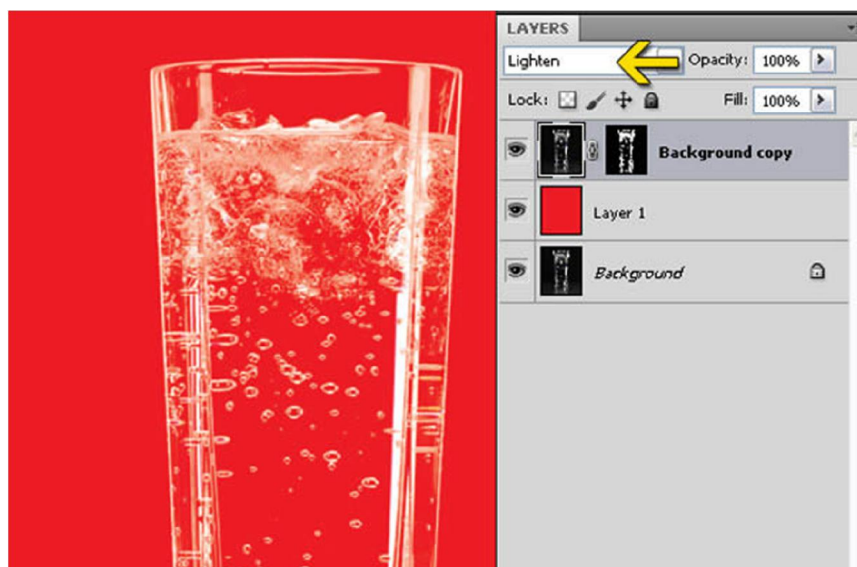 LAYERS
Lighten Opacity: 100%
Lock: Fill: 100%
Background copy
Layer 1
Background